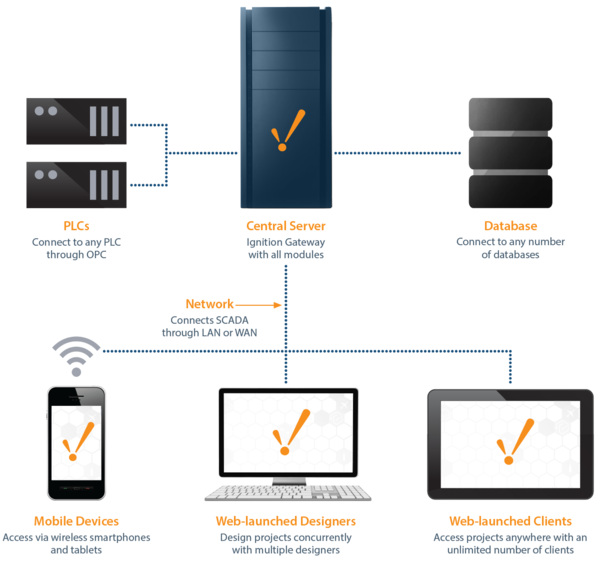 PLCs
Connect to any PLC
through OPC
Central Server
Ignition Gateway
with all modules
Database
Connect to any number
of databases
Network
Connects SCADA
through LAN or WAN
Mobile Devices
Access via wireless smartphones
and tablets
Web-launched Designers
Design projects concurrently
with multiple designers
Web-launched Clients
Access projects anywhere with an
unlimited number of clients